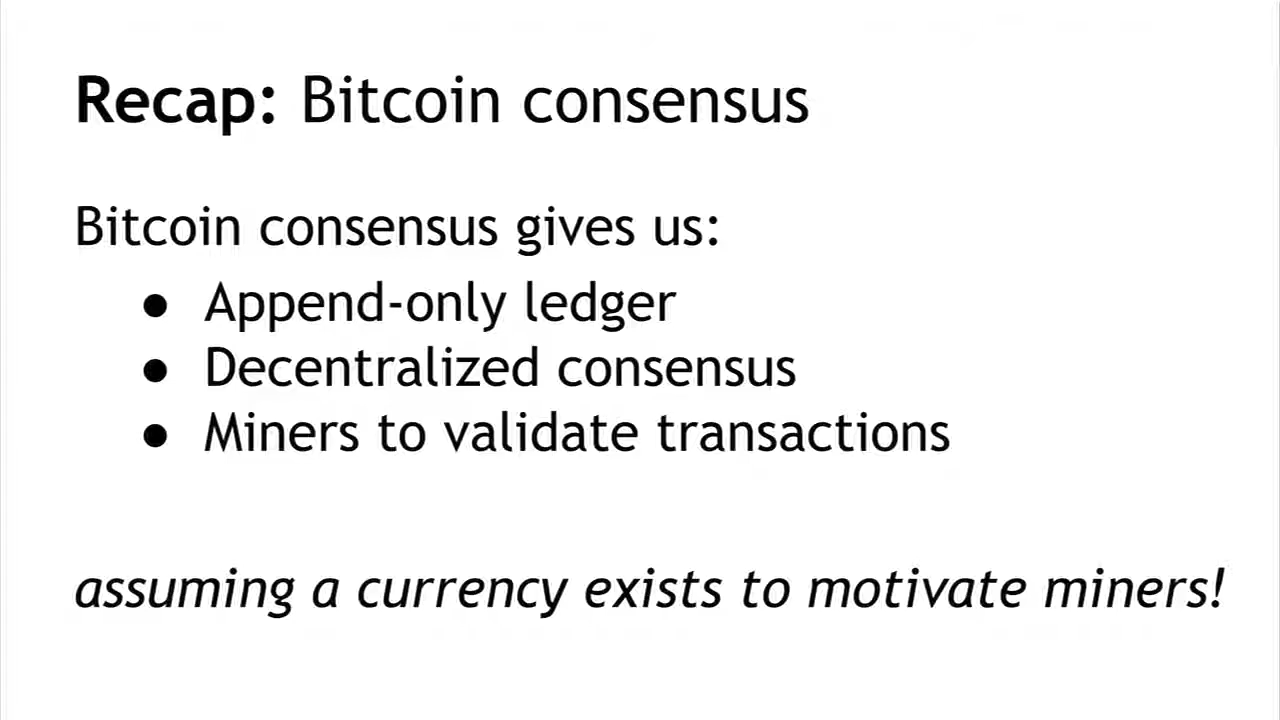 Recap: Bitcoin consensus
Bitcoin consensus gives us:
● Append-only ledger
● Decentralized consensus
● Miners to validate transactions
assuming a currency exists to motivate miners!